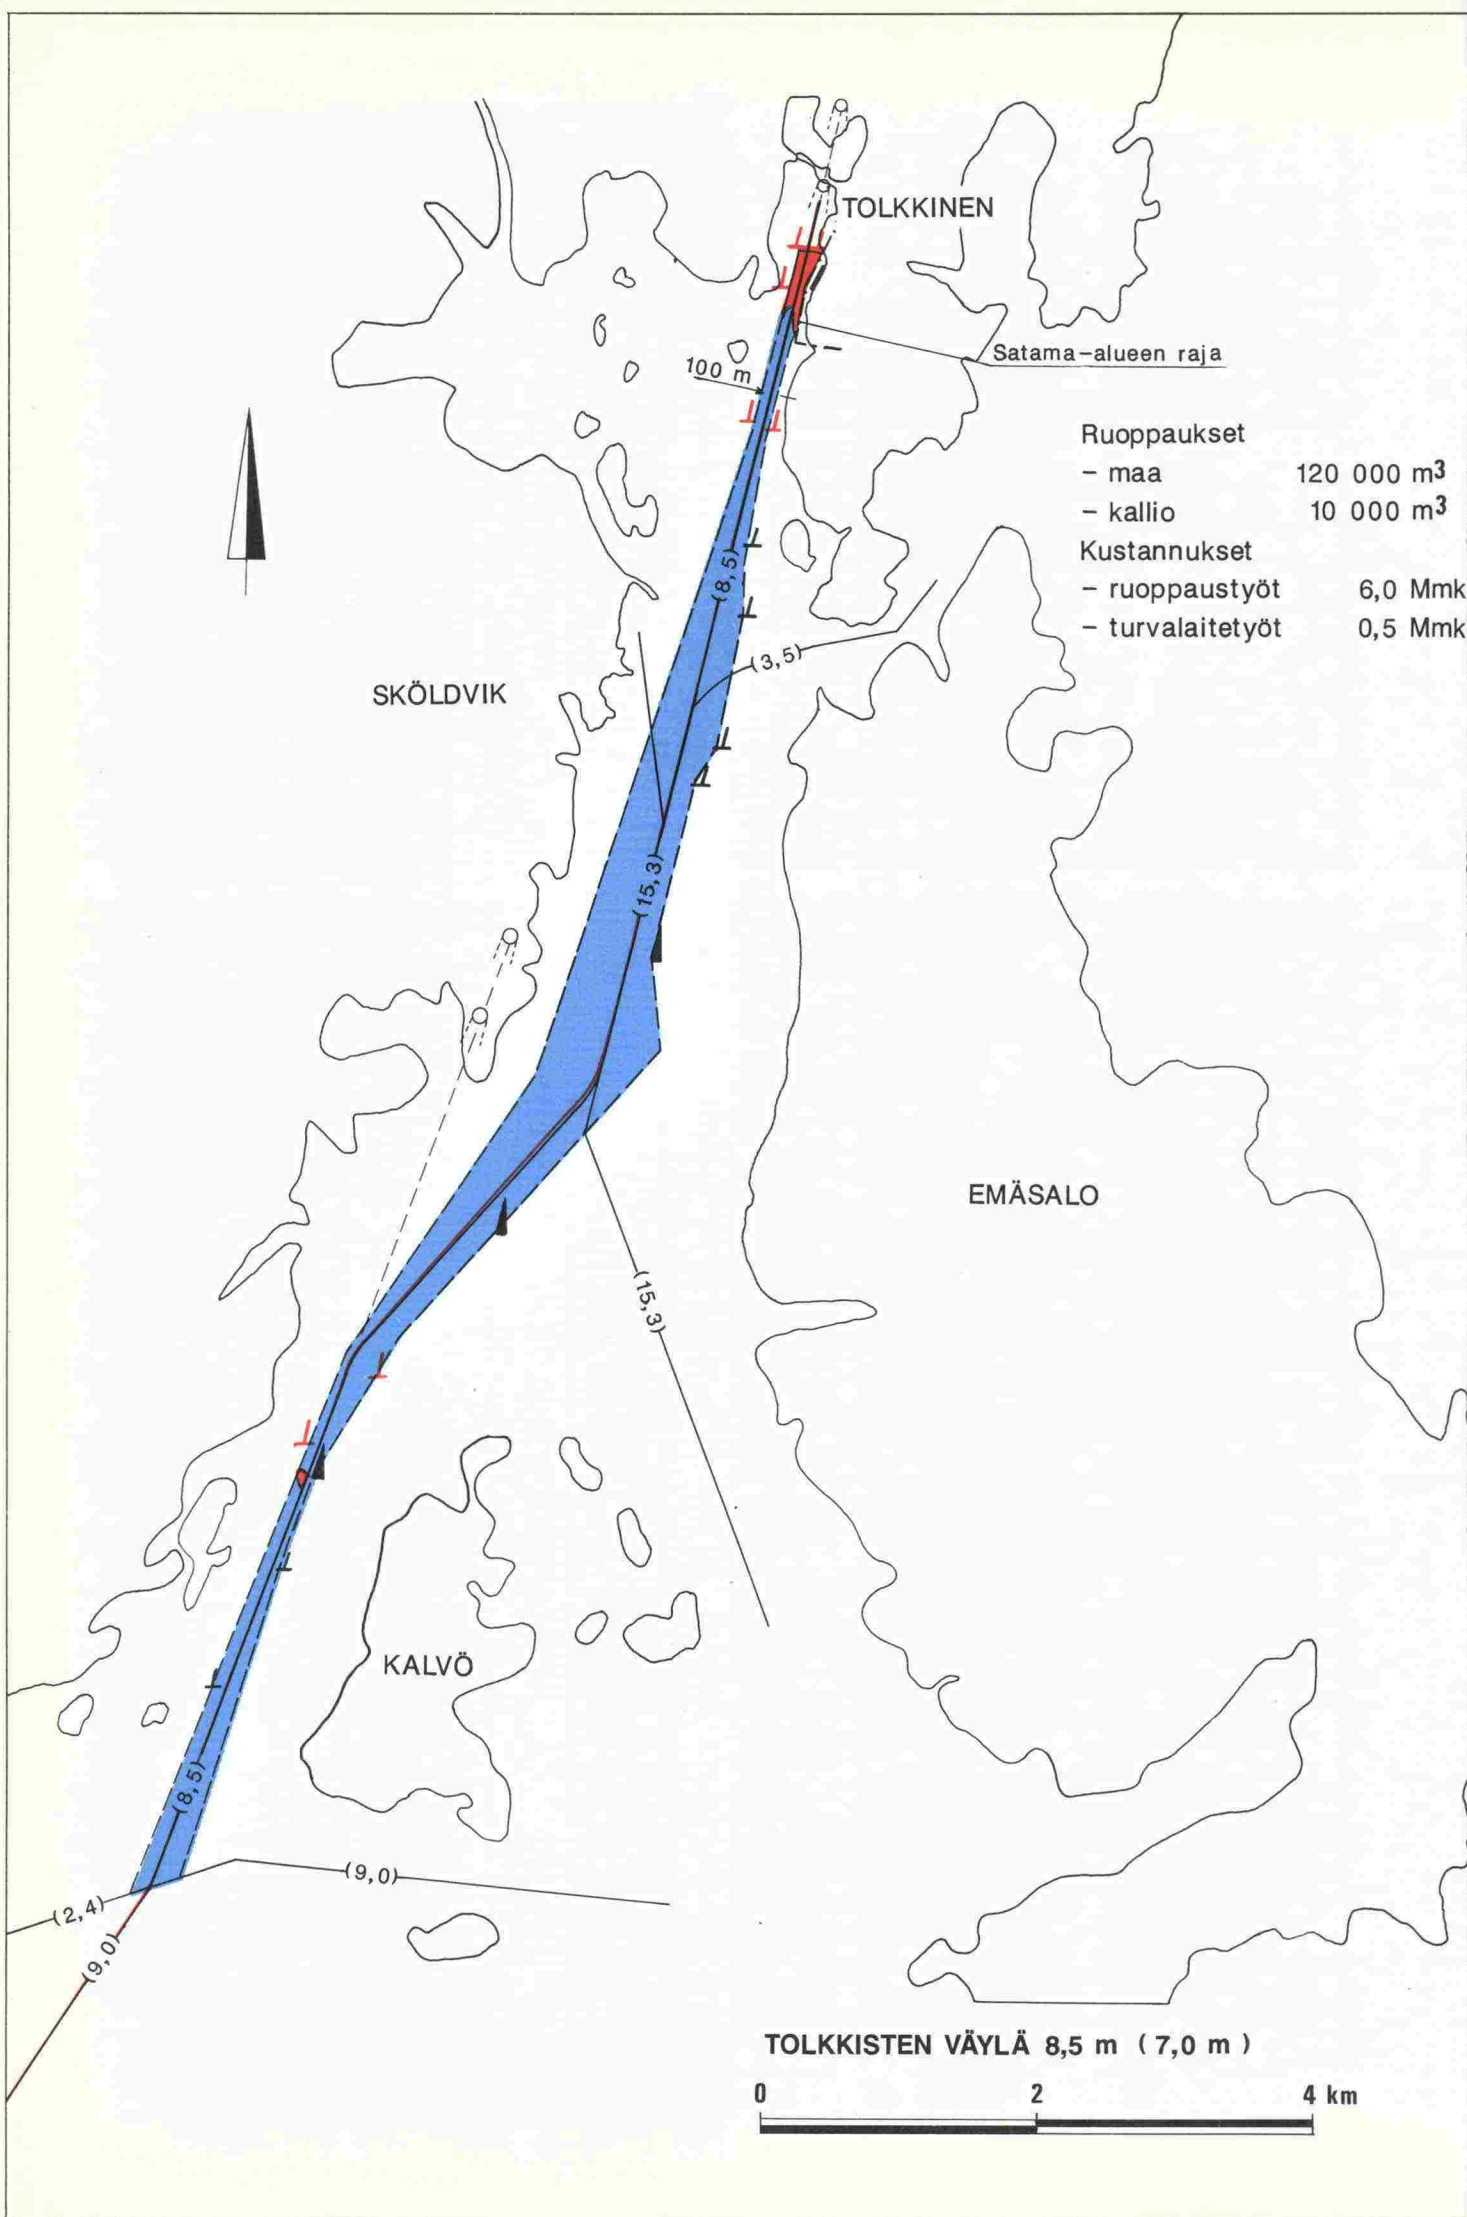 TOLKKINEN
Satama-alueen raja
100 m
Ruoppaukset
- maa 120 000 m³
- kallio 10 000 m³
Kustannukset
- ruoppaustyöt 6,0 Mmk
- turvalaitetyöt 0,5 Mmk
(8,5)
(3,5)
SKÖLDVIK
(15,3)
EMÄSALO
(15,3)
KALVÖ
(8,5)
(9,0)
(2,4)
(9,0)
TOLKKISTEN VÄYLÄ 8,5 m ( 7,0 m )
0 2 4 km